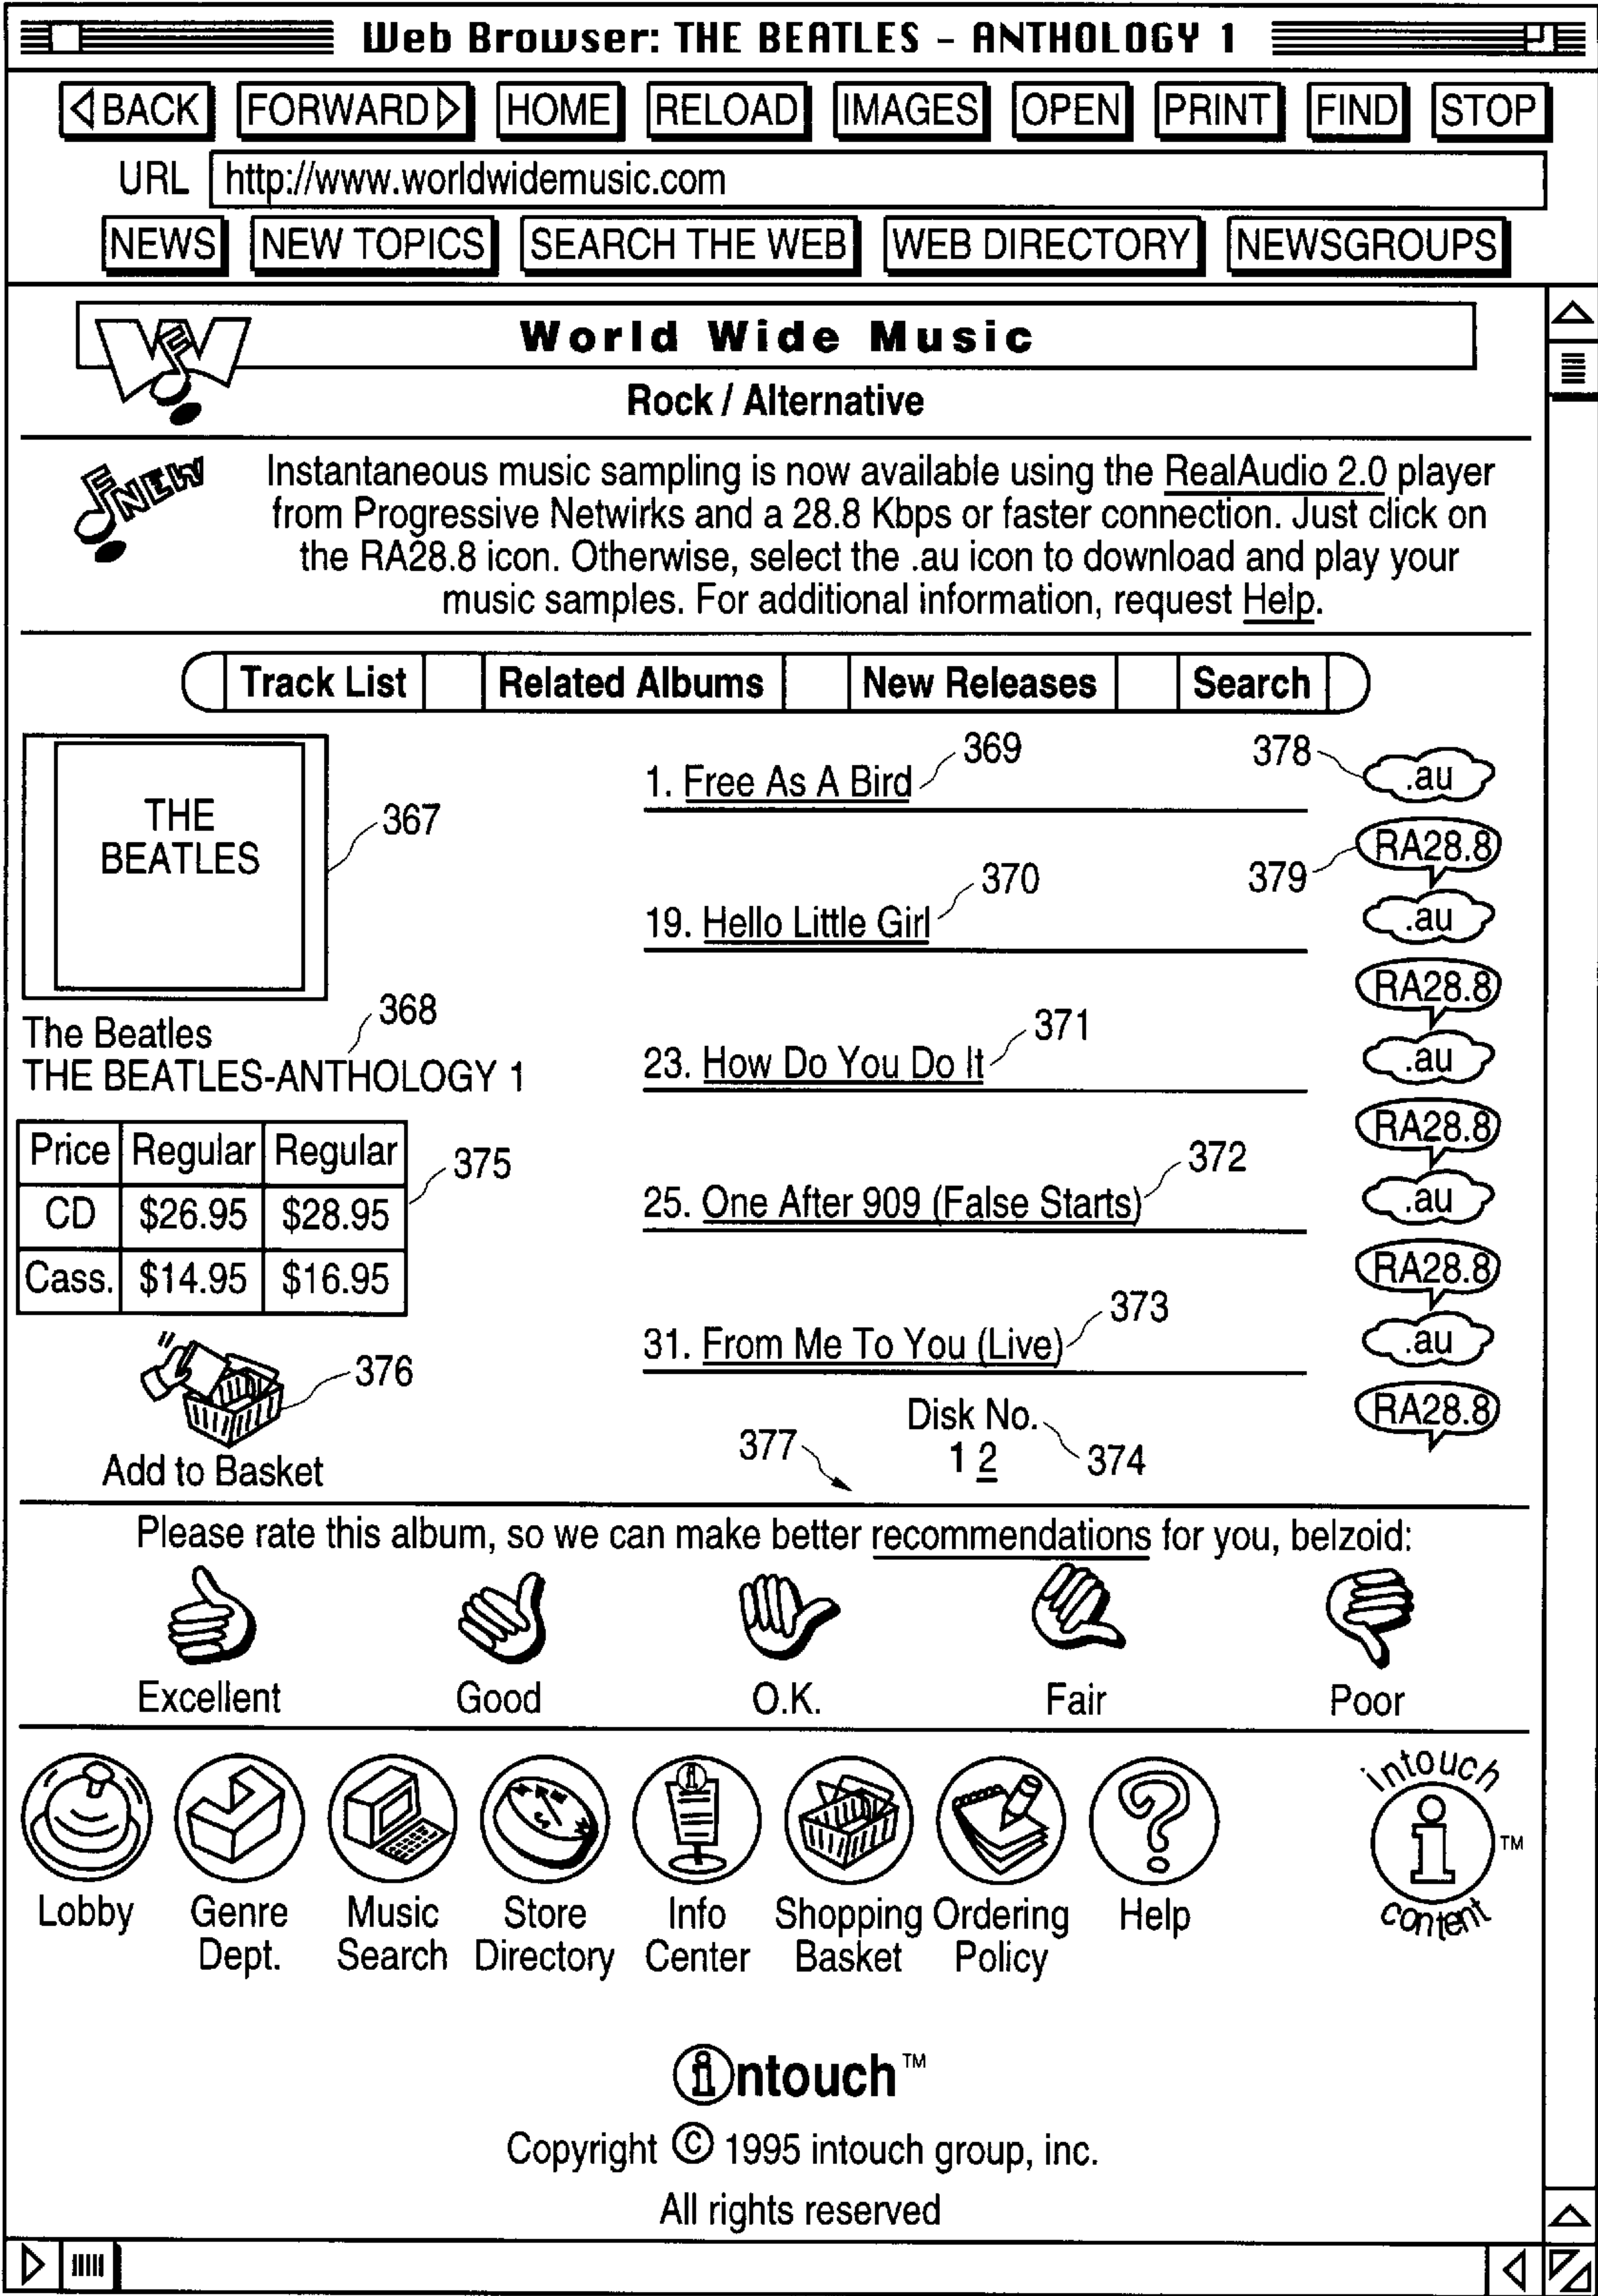 Web Browser: THE BEATLES - ANTHOLOGY 1
BACK FORWARD HOME RELOAD IMAGES OPEN PRINT FIND STOP
URL http://www.worldwidemusic.com
NEWS NEW TOPICS SEARCH THE WEB WEB DIRECTORY NEWSGROUPS
World Wide Music
Rock / Alternative
NEW
Instantaneous music sampling is now available using the RealAudio 2.0 player
from Progressive Netwirks and a 28.8 Kbps or faster connection. Just click on
the RA28.8 icon. Otherwise, select the .au icon to download and play your
music samples. For additional information, request Help.
Track List Related Albums New Releases Search
THE
BEATLES
367
The Beatles
368
THE BEATLES-ANTHOLOGY 1
Price Regular Regular
CD $26.95 $28.95
Cass. $14.95 $16.95
375
376
Add to Basket
1. Free As A Bird
369
378
.au
379
RA28.8
19. Hello Little Girl
370
.au
RA28.8
23. How Do You Do It
371
.au
RA28.8
25. One After 909 (False Starts)
372
.au
RA28.8
31. From Me To You (Live)
373
.au
RA28.8
Disk No.
1 2
374
377
Please rate this album, so we can make better recommendations for you, belzoid:
Excellent Good O.K. Fair Poor
Lobby
Genre
Dept.
Music
Search
Store
Directory
Info
Center
Shopping
Basket
Ordering
Policy
Help
intouch
i
TM
content
intouch TM
Copyright © 1995 intouch group, inc.
All rights reserved